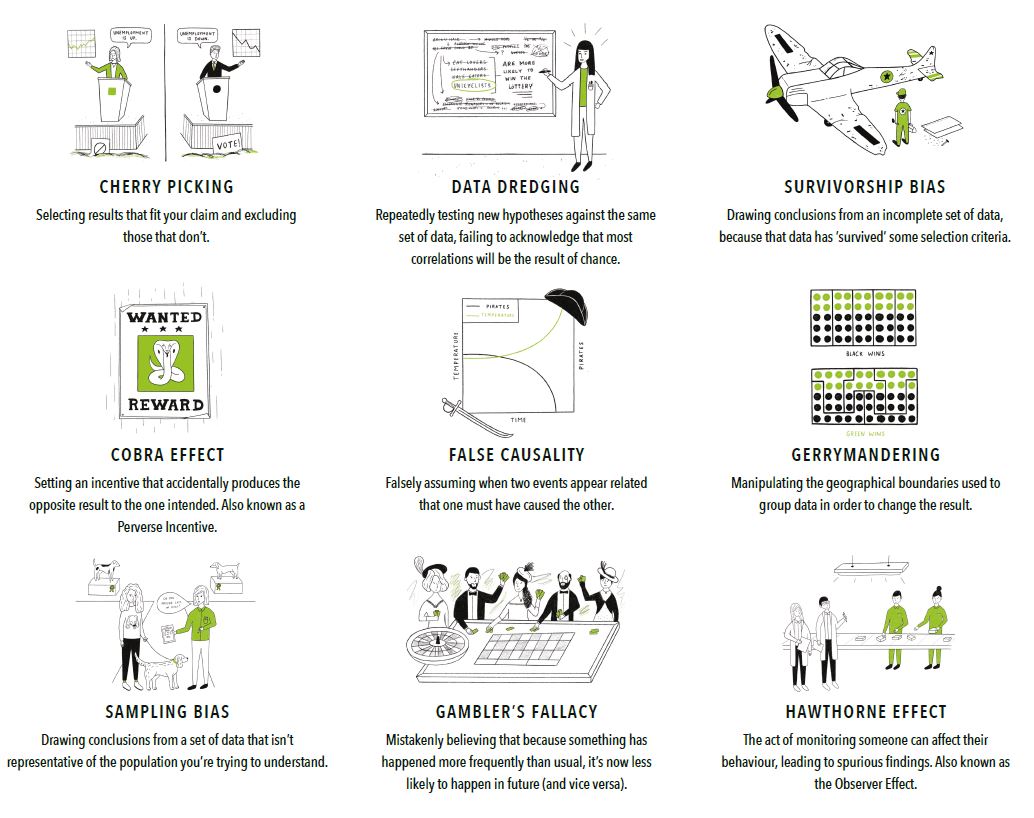 UNEMPLOYMENT
IS UP.
UNEMPLOYMENT
IS DOWN.
VOTE!
CHERRY PICKING
Selecting results that fit your claim and excluding
those that don't.
CAT LOVERS
LEFTHANDERS
UNICYCLISTS
ARE MORE
LIKELY TO
WIN THE
LOTTERY
DATA DREDGING
Repeatedly testing new hypotheses against the same
set of data, failing to acknowledge that most
correlations will be the result of chance.
SURVIVORSHIP BIAS
Drawing conclusions from an incomplete set of data,
because that data has 'survived' some selection criteria.
WANTED
REWARD
COBRA EFFECT
Setting an incentive that accidentally produces the
opposite result to the one intended. Also known as a
Perverse Incentive.
PIRATES
TEMPERATURE
TEMPERATURE
PIRATES
TIME
FALSE CAUSALITY
Falsely assuming when two events appear related
that one must have caused the other.
BLACK WINS
GREEN WINS
GERRYMANDERING
Manipulating the geographical boundaries used to
group data in order to change the result.
SAMPLING BIAS
Drawing conclusions from a set of data that isn't
representative of the population you're trying to understand.
GAMBLER'S FALLACY
Mistakenly believing that because something has
happened more frequently than usual, it's now less
likely to happen in future (and vice versa).
HAWTHORNE EFFECT
The act of monitoring someone can affect their
behaviour, leading to spurious findings. Also known as
the Observer Effect.